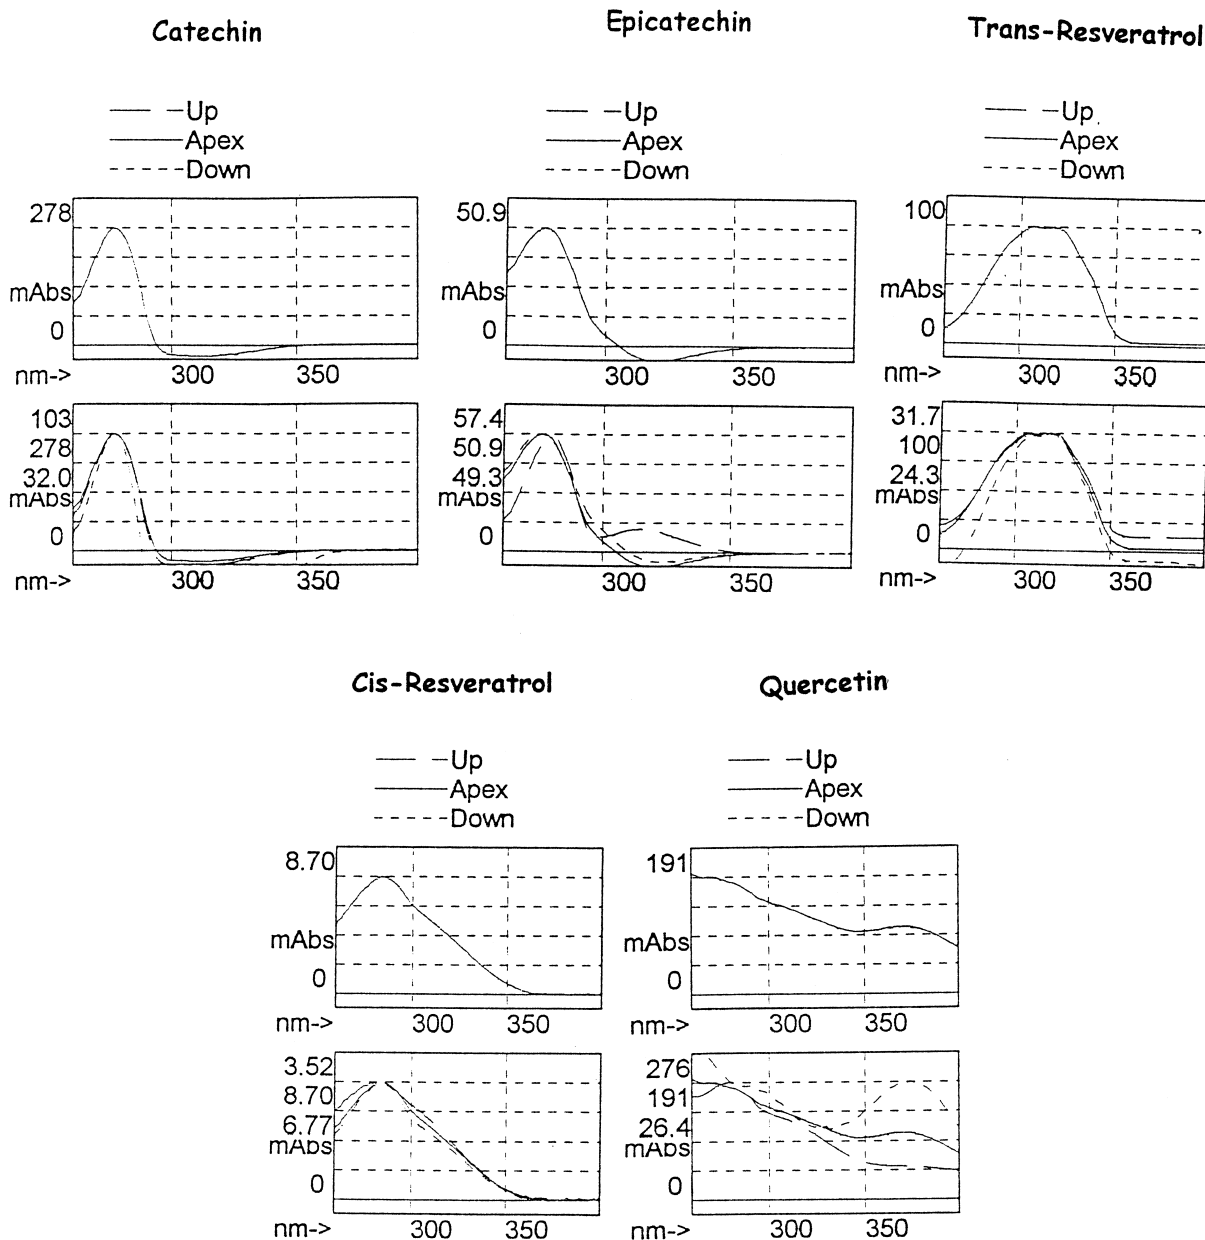 Catechin
Up
Apex
Down
278
mAbs
0
nm-> 300 350
103
278
32.0
mAbs
0
nm-> 300 350
Epicatechin
Up
Apex
Down
50.9
mAbs
0
nm-> 300 350
57.4
50.9
49.3
mAbs
0
nm-> 300 350
Trans-Resveratrol
Up
Apex
Down
100
mAbs
0
nm-> 300 350
31.7
100
24.3
mAbs
0
nm-> 300 350
Cis-Resveratrol
Up
Apex
Down
8.70
mAbs
0
nm-> 300 350
3.52
8.70
6.77
mAbs
0
nm-> 300 350
Quercetin
Up
Apex
Down
191
mAbs
0
nm-> 300 350
276
191
26.4
mAbs
0
nm-> 300 350